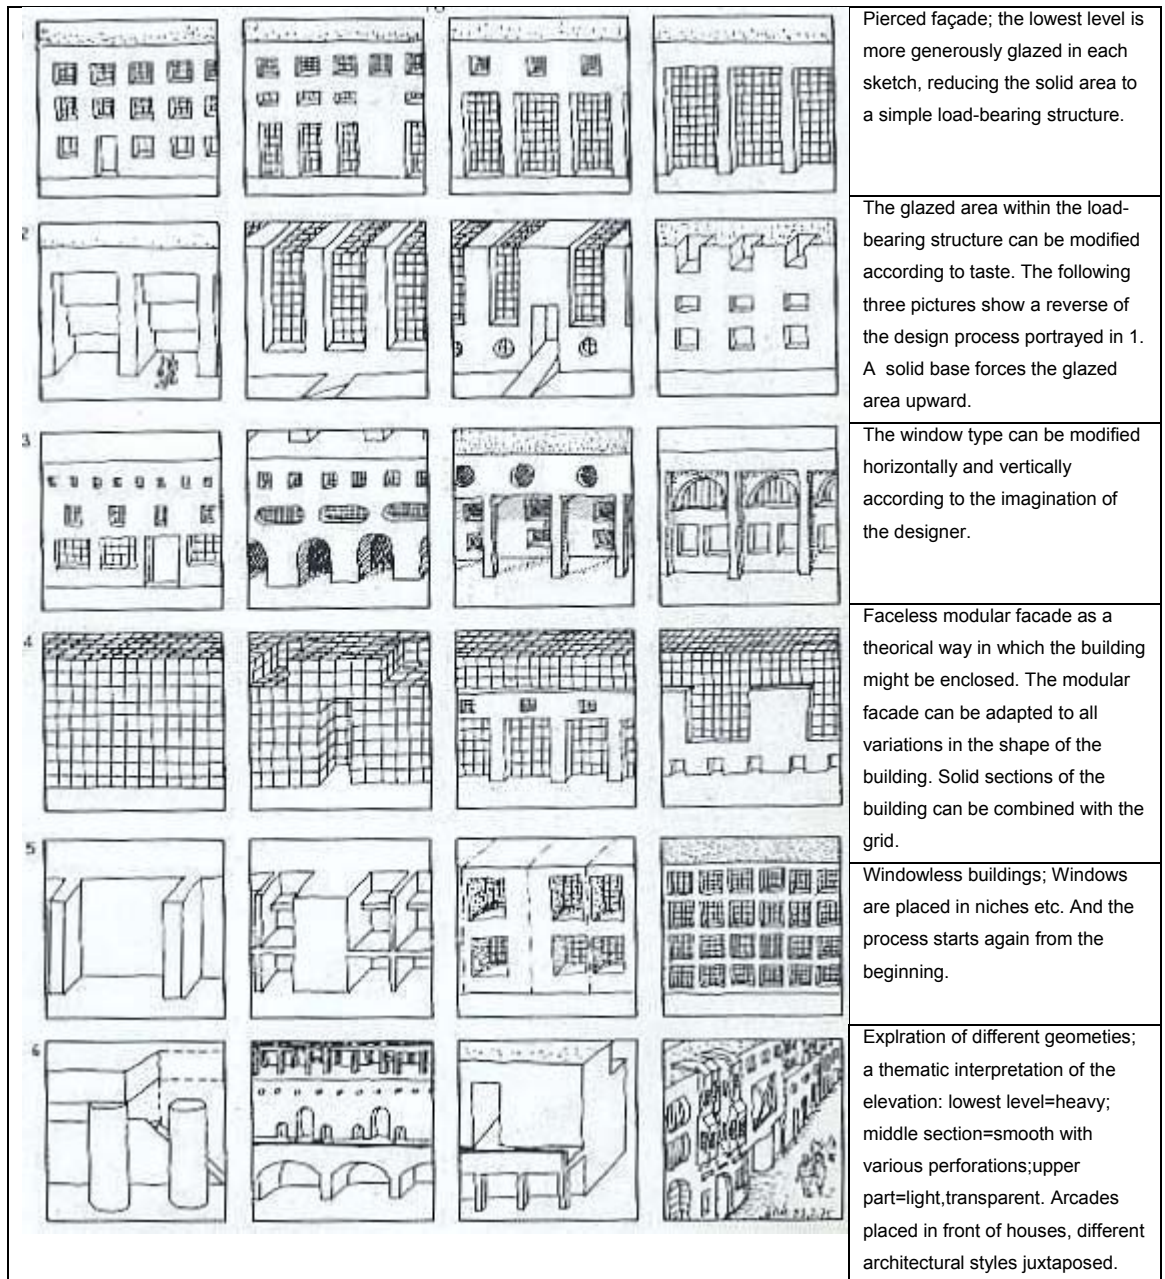 Pierced façade; the lowest level is
more generously glazed in each
sketch, reducing the solid area to
a simple load-bearing structure.
2
The glazed area within the load-
bearing structure can be modified
according to taste. The following
three pictures show a reverse of
the design process portrayed in 1.
A solid base forces the glazed
area upward.
3
The window type can be modified
horizontally and vertically
according to the imagination of
the designer.
4
Faceless modular facade as a
theorical way in which the building
might be enclosed. The modular
facade can be adapted to all
variations in the shape of the
building. Solid sections of the
building can be combined with the
grid.
5
Windowless buildings; Windows
are placed in niches etc. And the
process starts again from the
beginning.
6
Explration of different geometies;
a thematic interpretation of the
elevation: lowest level=heavy;
middle section=smooth with
various perforations;upper
part=light,transparent. Arcades
placed in front of houses, different
architectural styles juxtaposed.